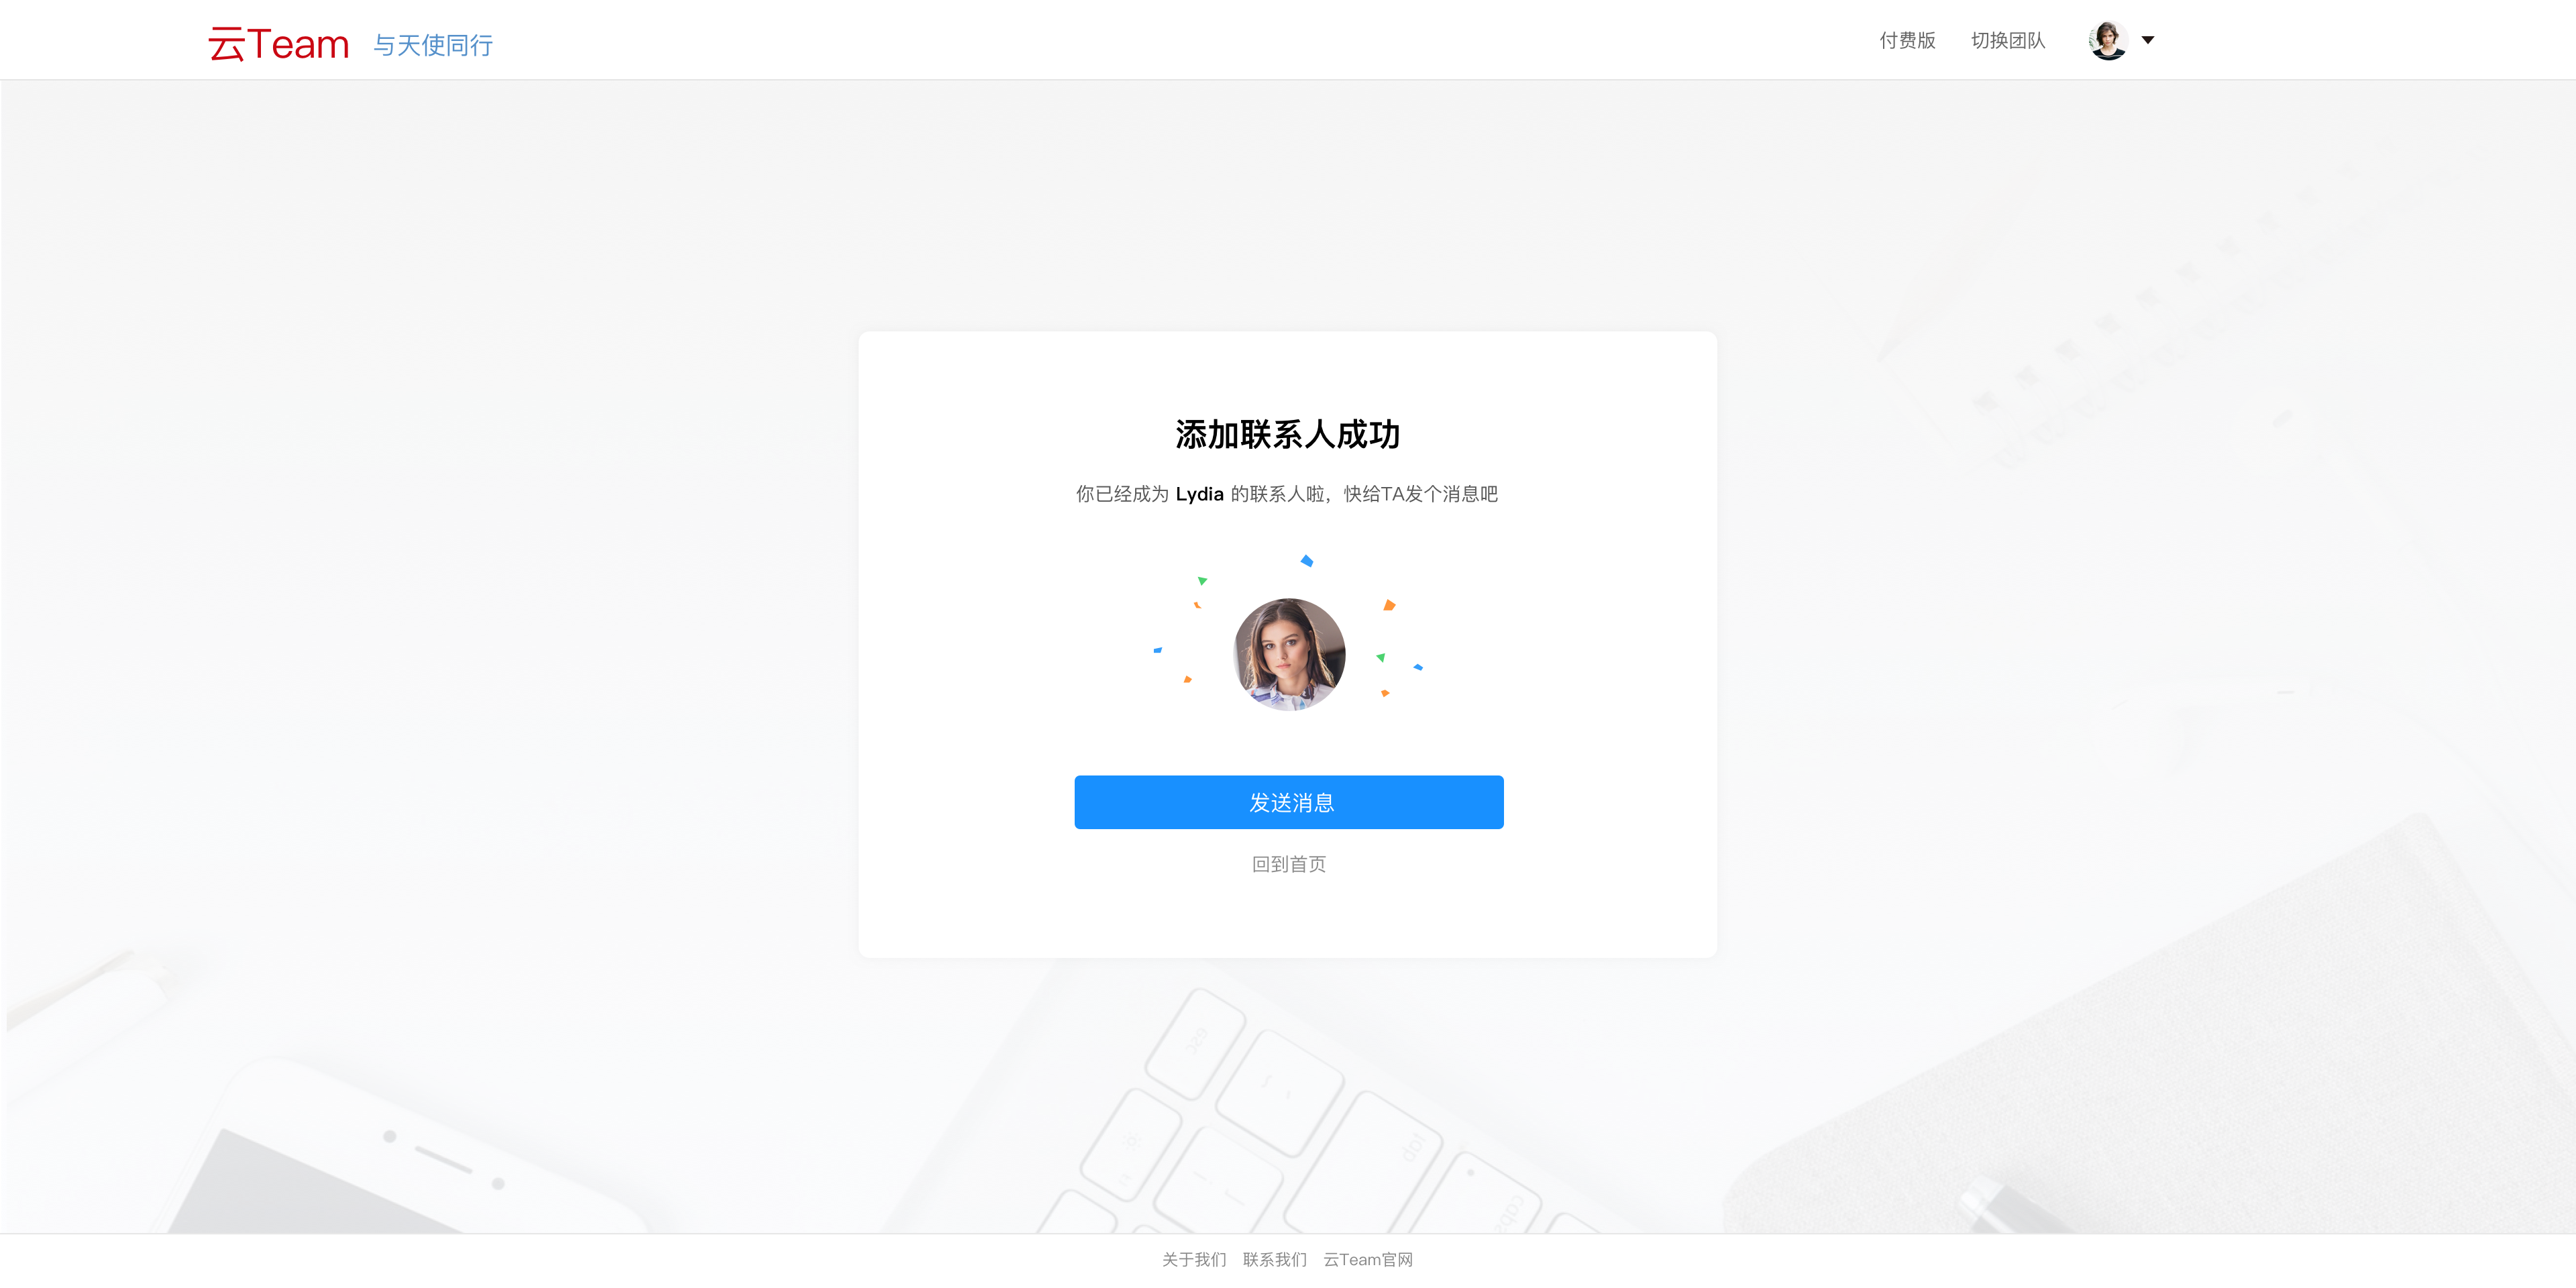 云Team 与天使同行 付费版 切换团队
添加联系人成功
你已经成为 Lydia 的联系人啦，快给TA发个消息吧
发送消息
回到首页
esc
tab
caps
关于我们 联系我们 云Team官网